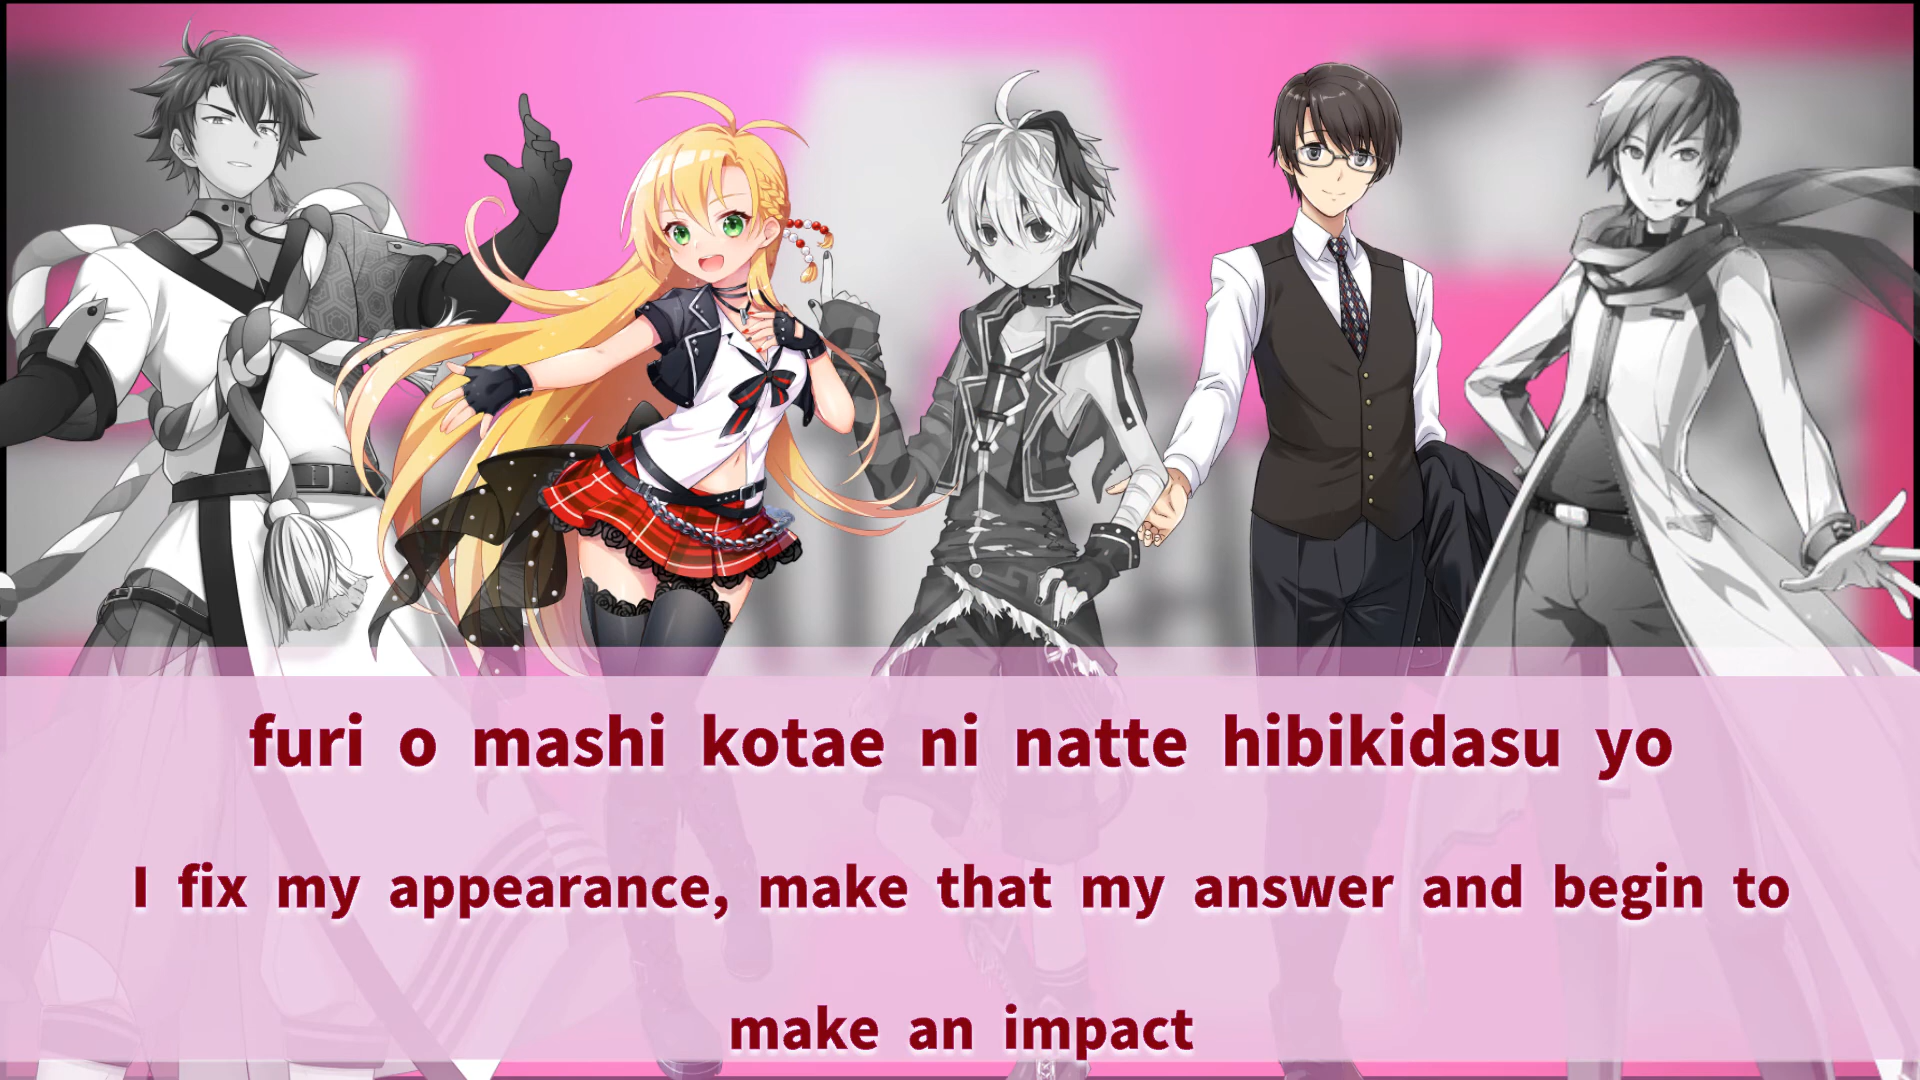 furi o mashi kotae ni natte hibikidasu yo
I fix my appearance, make that my answer and begin to
make an impact